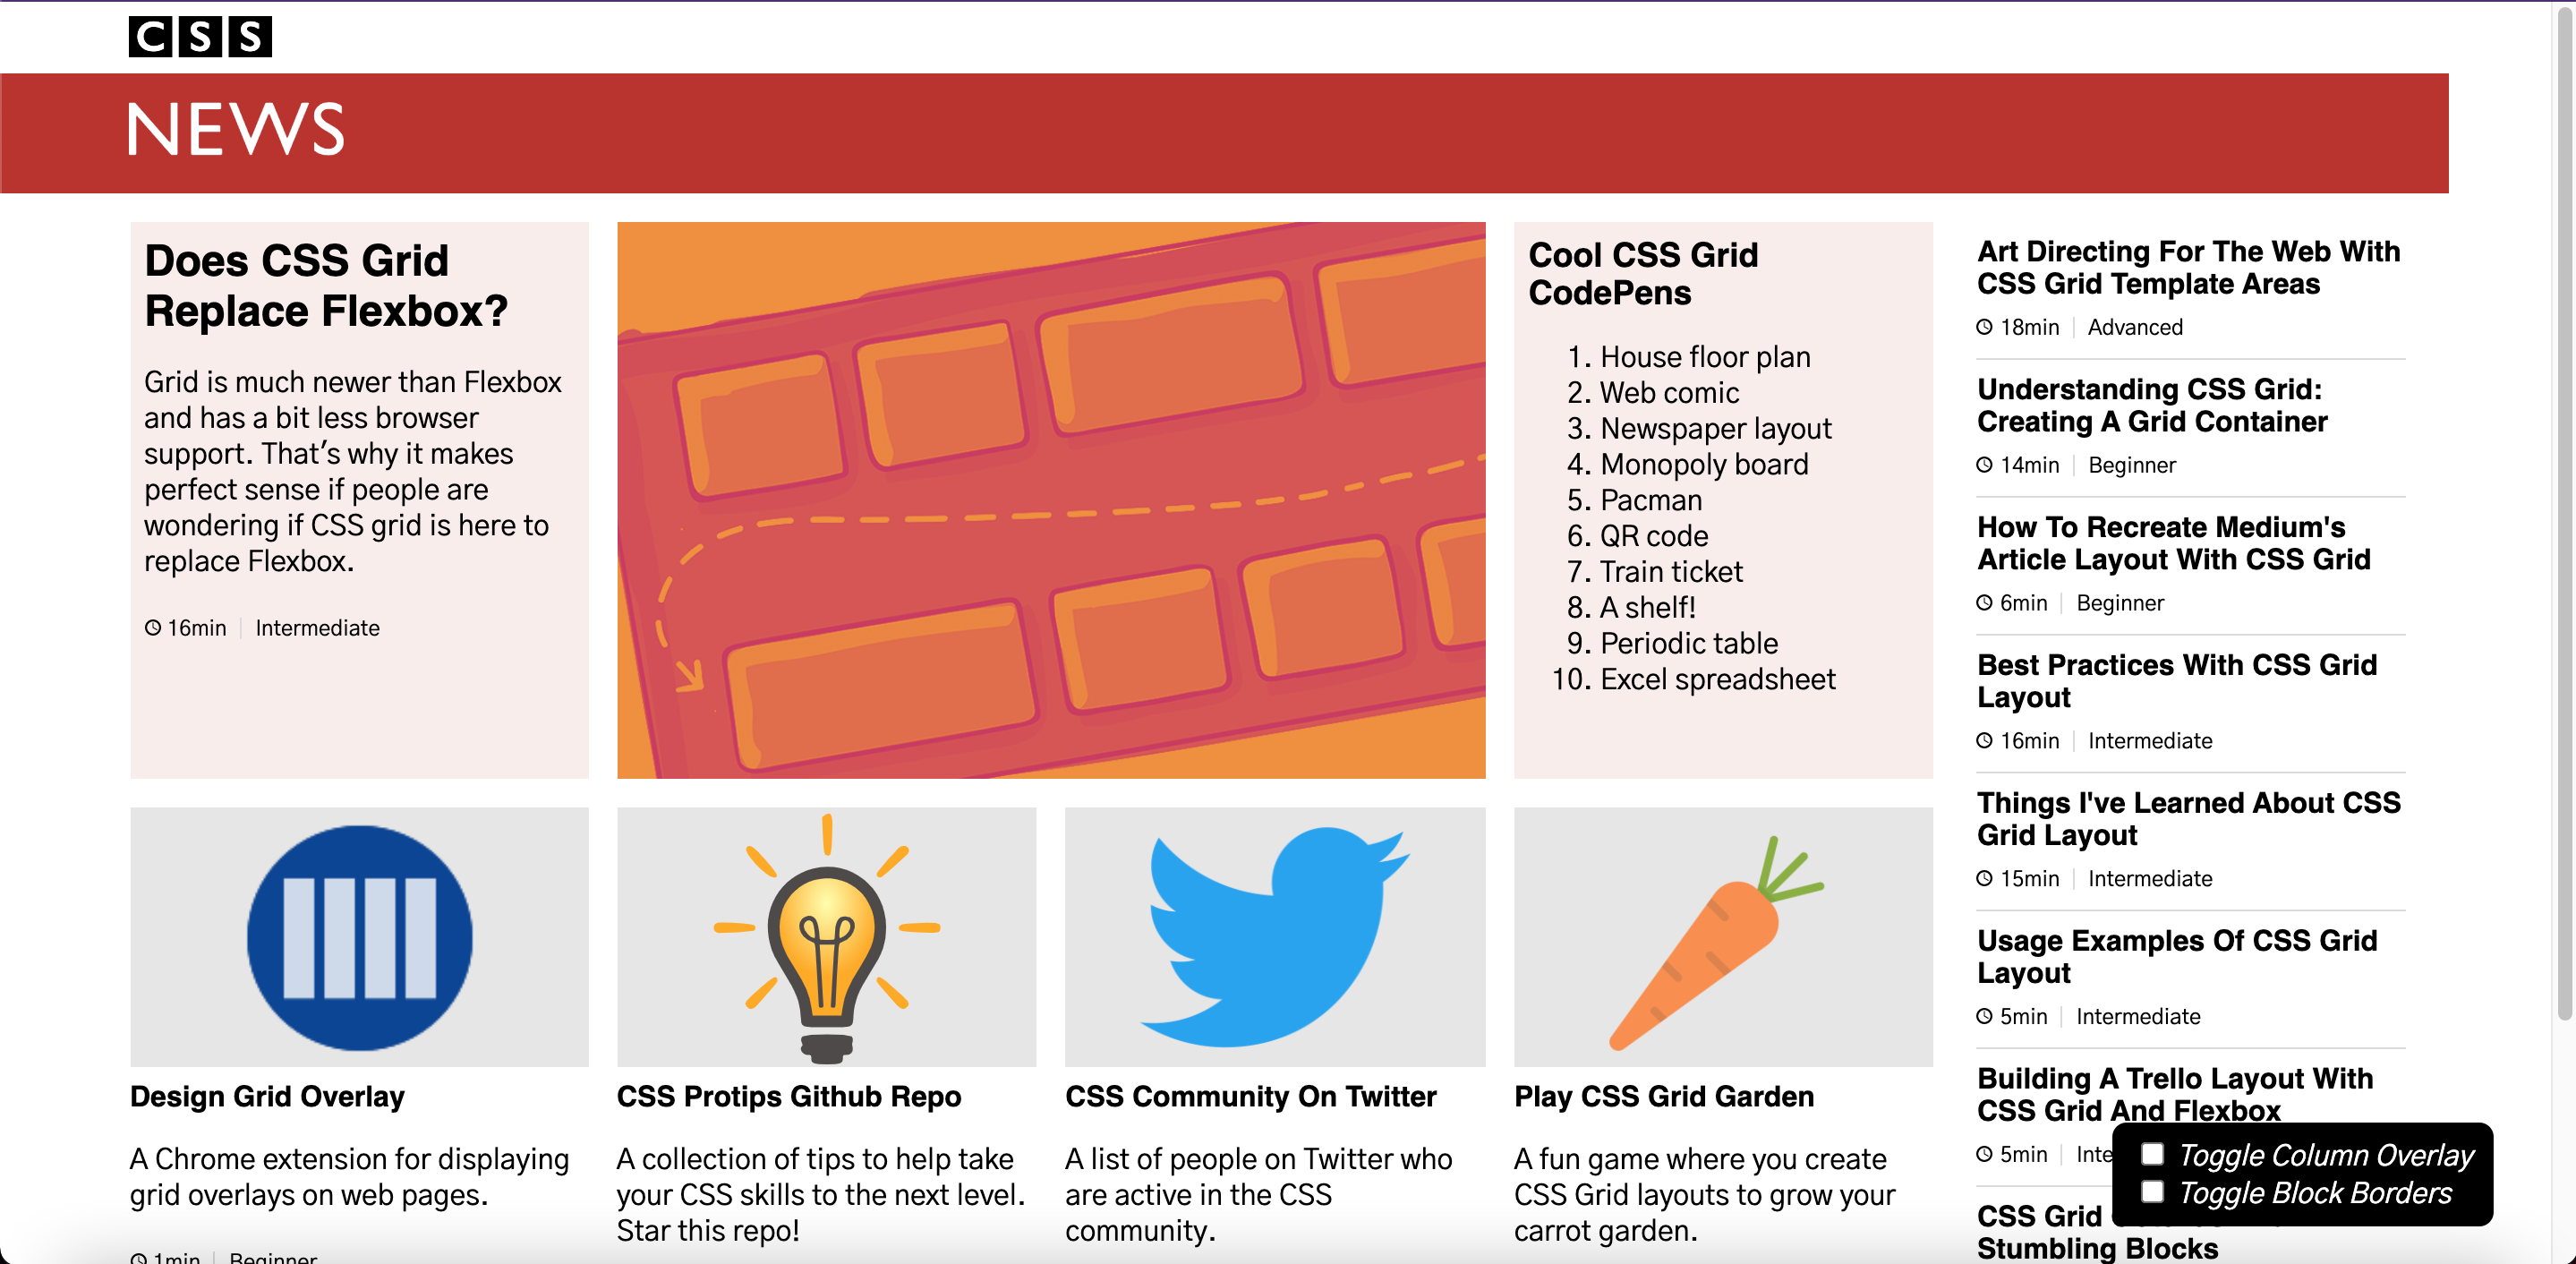 CSS
NEWS
Does CSS Grid
Replace Flexbox?
Grid is much newer than Flexbox
and has a bit less browser
support. That's why it makes
perfect sense if people are
wondering if CSS grid is here to
replace Flexbox.
16min Intermediate
Cool CSS Grid
CodePens
1. House floor plan
2. Web comic
3. Newspaper layout
4. Monopoly board
5. Pacman
6. QR code
7. Train ticket
8. A shelf!
9. Periodic table
10. Excel spreadsheet
Design Grid Overlay
A Chrome extension for displaying
grid overlays on web pages.
1min Beginner
CSS Protips Github Repo
A collection of tips to help take
your CSS skills to the next level.
Star this repo!
CSS Community On Twitter
A list of people on Twitter who
are active in the CSS
community.
Play CSS Grid Garden
A fun game where you create
CSS Grid layouts to grow your
carrot garden.
Art Directing For The Web With
CSS Grid Template Areas
18min Advanced
Understanding CSS Grid:
Creating A Grid Container
14min Beginner
How To Recreate Medium's
Article Layout With CSS Grid
6min Beginner
Best Practices With CSS Grid
Layout
16min Intermediate
Things I've Learned About CSS
Grid Layout
15min Intermediate
Usage Examples Of CSS Grid
Layout
5min Intermediate
Building A Trello Layout With
CSS Grid And Flexbox
5min Inte
CSS Grid
Stumbling Blocks
Toggle Column Overlay
Toggle Block Borders